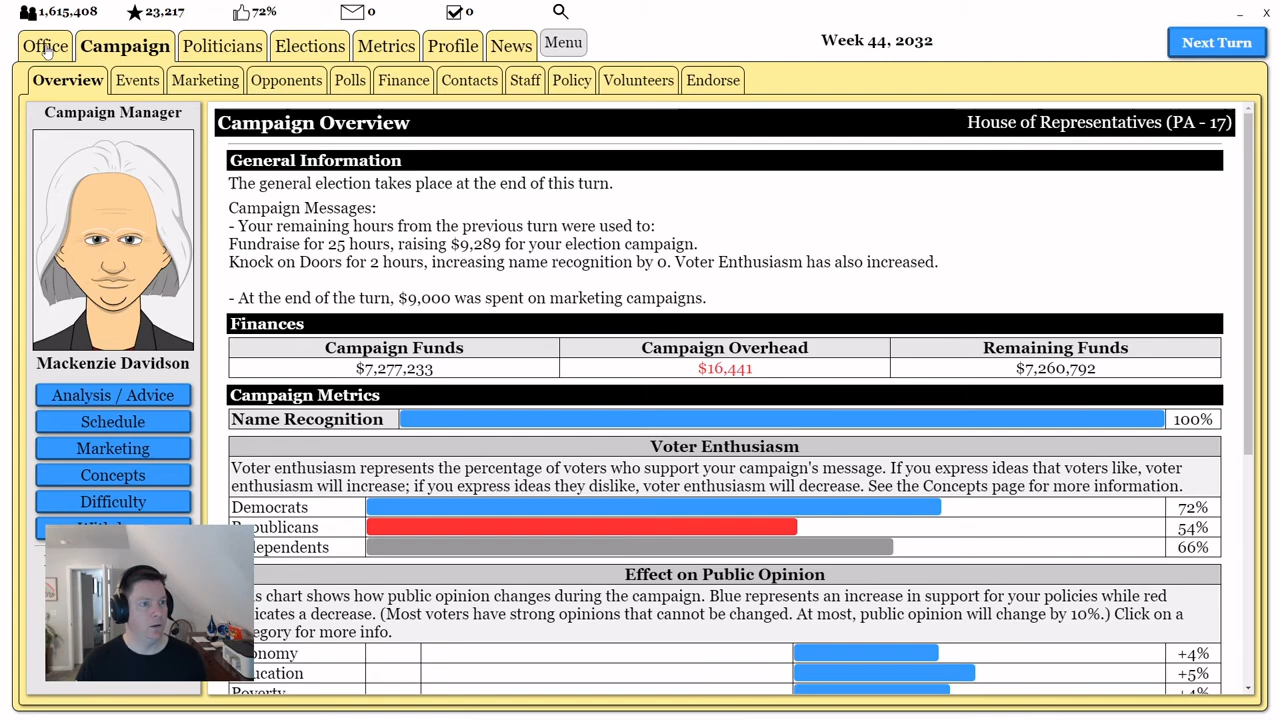 1,615,408 23,217 72% 0 0
_ X
Office Campaign Politicians Elections Metrics Profile News Menu Week 44, 2032 Next Turn
Overview Events Marketing Opponents Polls Finance Contacts Staff Policy Volunteers Endorse
Campaign Manager
Mackenzie Davidson
Analysis / Advice
Schedule
Marketing
Concepts
Difficulty
Campaign Overview House of Representatives (PA - 17)
General Information
The general election takes place at the end of this turn.
Campaign Messages:
- Your remaining hours from the previous turn were used to:
Fundraise for 25 hours, raising $9,289 for your election campaign.
Knock on Doors for 2 hours, increasing name recognition by 0. Voter Enthusiasm has also increased.
- At the end of the turn, $9,000 was spent on marketing campaigns.
Finances
Campaign Funds Campaign Overhead Remaining Funds
$7,277,233 $16,441 $7,260,792
Campaign Metrics
Name Recognition 100%
Voter Enthusiasm
Voter enthusiasm represents the percentage of voters who support your campaign's message. If you express ideas that voters like, voter
enthusiasm will increase; if you express ideas they dislike, voter enthusiasm will decrease. See the Concepts page for more information.
Democrats 72%
publicans 54%
ependents 66%
Effect on Public Opinion
s chart shows how public opinion changes during the campaign. Blue represents an increase in support for your policies while red
icates a decrease. (Most voters have strong opinions that cannot be changed. At most, public opinion will change by 10%.) Click on a
egory for more info.
onomy +4%
ucation +5%
Poverty +4%